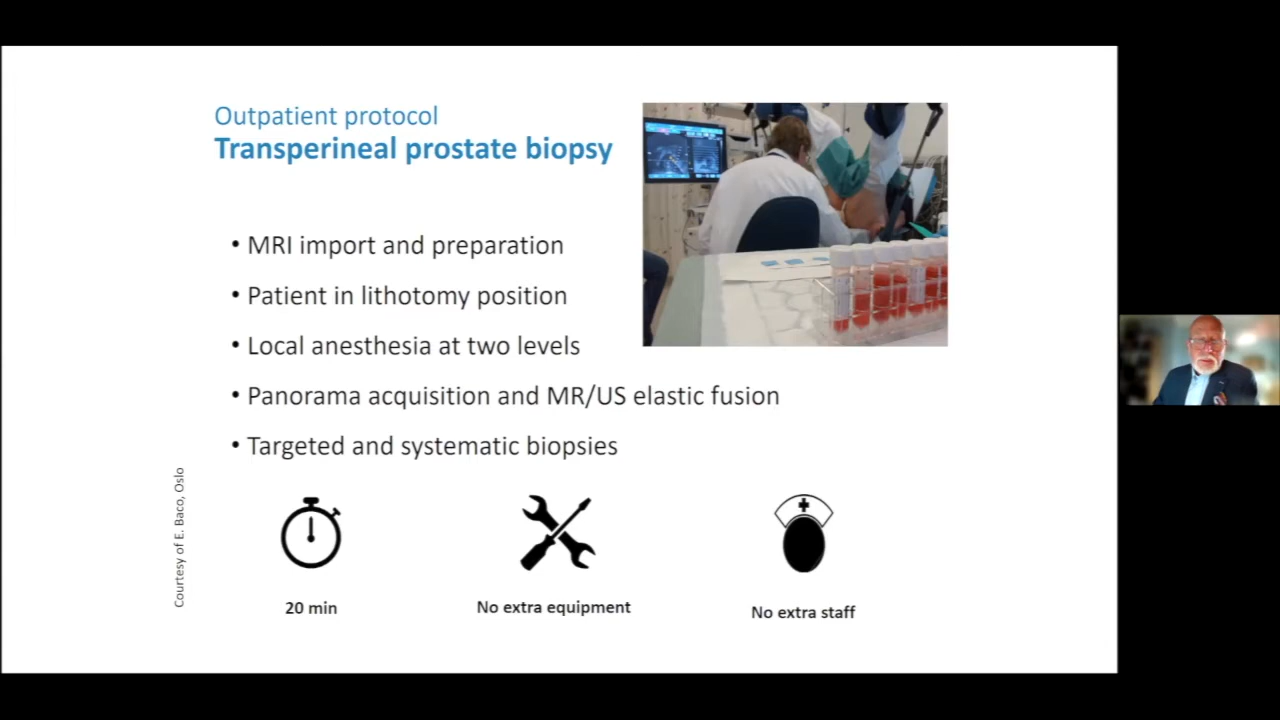 Outpatient protocol
Transperineal prostate biopsy
• MRI import and preparation
• Patient in lithotomy position
• Local anesthesia at two levels
• Panorama acquisition and MR/US elastic fusion
• Targeted and systematic biopsies
Courtesy of E. Baco, Oslo
20 min
No extra equipment
No extra staff